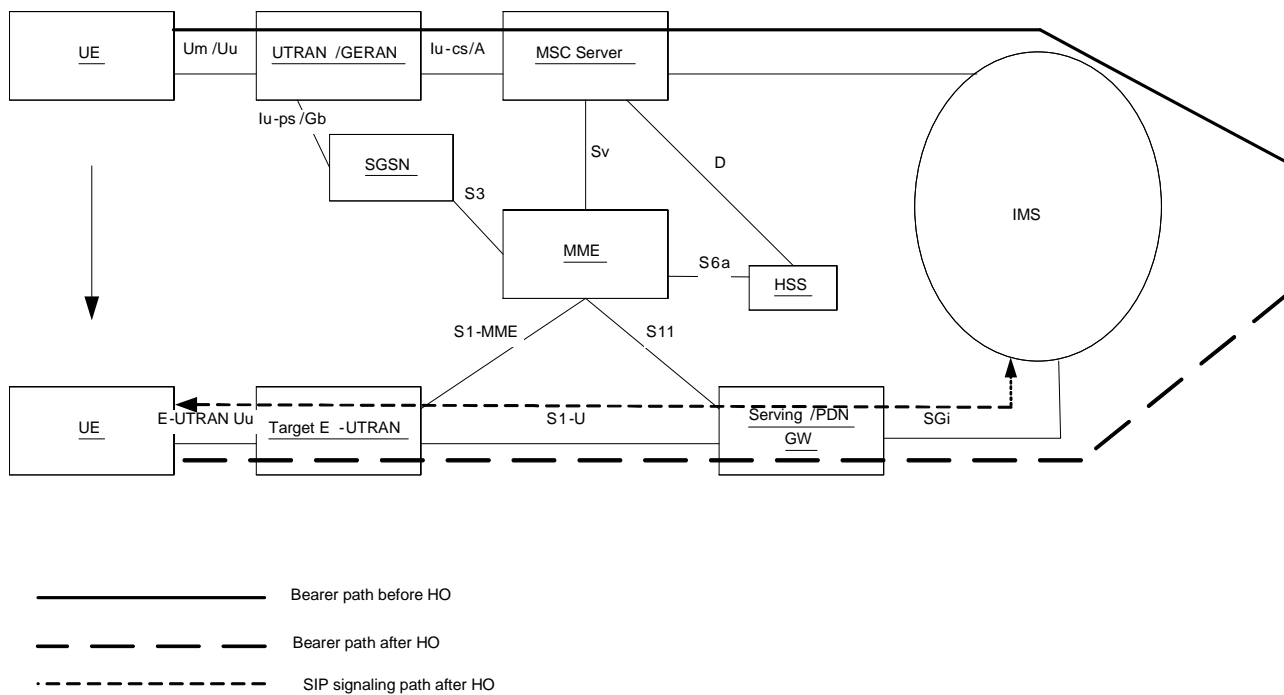 UE
Um /Uu
UTRAN /GERAN
Iu-cs/A
MSC Server
Iu-ps /Gb
SGSN
S3
Sv
D
IMS
MME
S6a
HSS
S1-MME
S11
UE
E-UTRAN Uu
Target E -UTRAN
S1-U
Serving /PDN
GW
SGi
Bearer path before HO
Bearer path after HO
SIP signaling path after HO